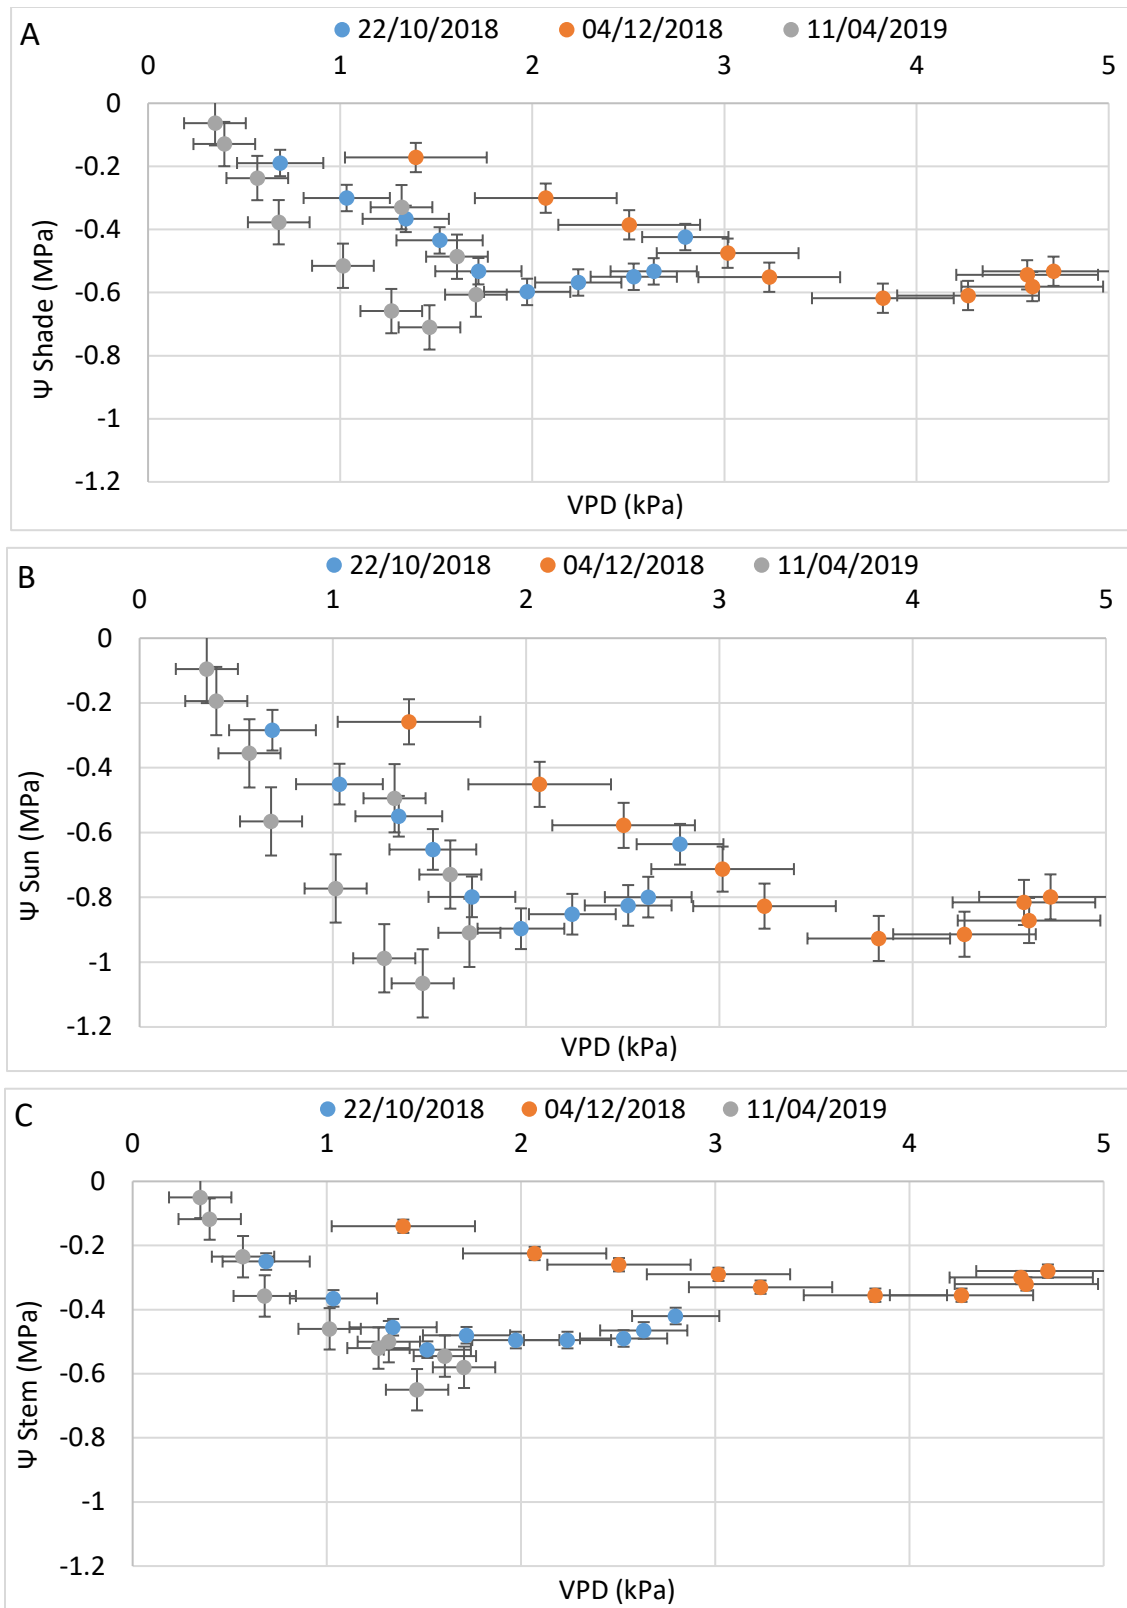 A
22/10/2018 04/12/2018 11/04/2019
0 1 2 3 4 5
0
-0.2
-0.4
-0.6
-0.8
-1
-1.2
Ψ Shade (MPa)
VPD (kPa)
B
22/10/2018 04/12/2018 11/04/2019
0 1 2 3 4 5
0
-0.2
-0.4
-0.6
-0.8
-1
-1.2
Ψ Sun (MPa)
VPD (kPa)
C
22/10/2018 04/12/2018 11/04/2019
0 1 2 3 4 5
0
-0.2
-0.4
-0.6
-0.8
-1
-1.2
Ψ Stem (MPa)
VPD (kPa)